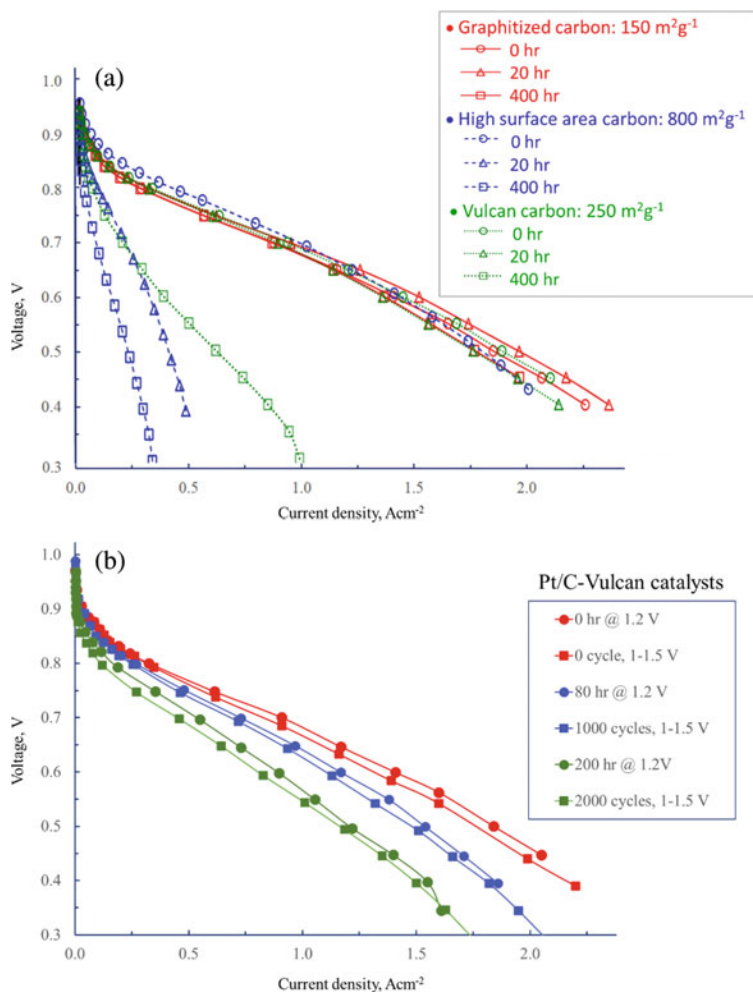 ● Graphitized carbon: 150 m²g⁻¹
0 hr
20 hr
400 hr
● High surface area carbon: 800 m²g⁻¹
0 hr
20 hr
400 hr
● Vulcan carbon: 250 m²g⁻¹
0 hr
20 hr
400 hr
(a)
1.0
0.9
0.8
0.7
0.6
0.5
0.4
0.3
Voltage, V
0.0 0.5 1.0 1.5 2.0
Current density, Acm⁻²
(b)
Pt/C-Vulcan catalysts
0 hr @ 1.2 V
0 cycle, 1-1.5 V
80 hr @ 1.2 V
1000 cycles, 1-1.5 V
200 hr @ 1.2V
2000 cycles, 1-1.5 V
1.0
0.9
0.8
0.7
0.6
0.5
0.4
0.3
Voltage, V
0.0 0.5 1.0 1.5 2.0
Current density, Acm⁻²